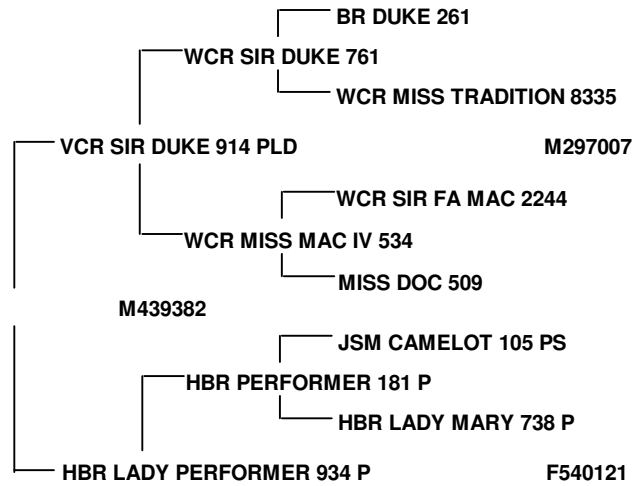 BR DUKE 261
WCR SIR DUKE 761
WCR MISS TRADITION 8335
VCR SIR DUKE 914 PLD M297007
WCR SIR FA MAC 2244
WCR MISS MAC IV 534
MISS DOC 509
M439382
JSM CAMELOT 105 PS
HBR PERFORMER 181 P
HBR LADY MARY 738 P
HBR LADY PERFORMER 934 P F540121